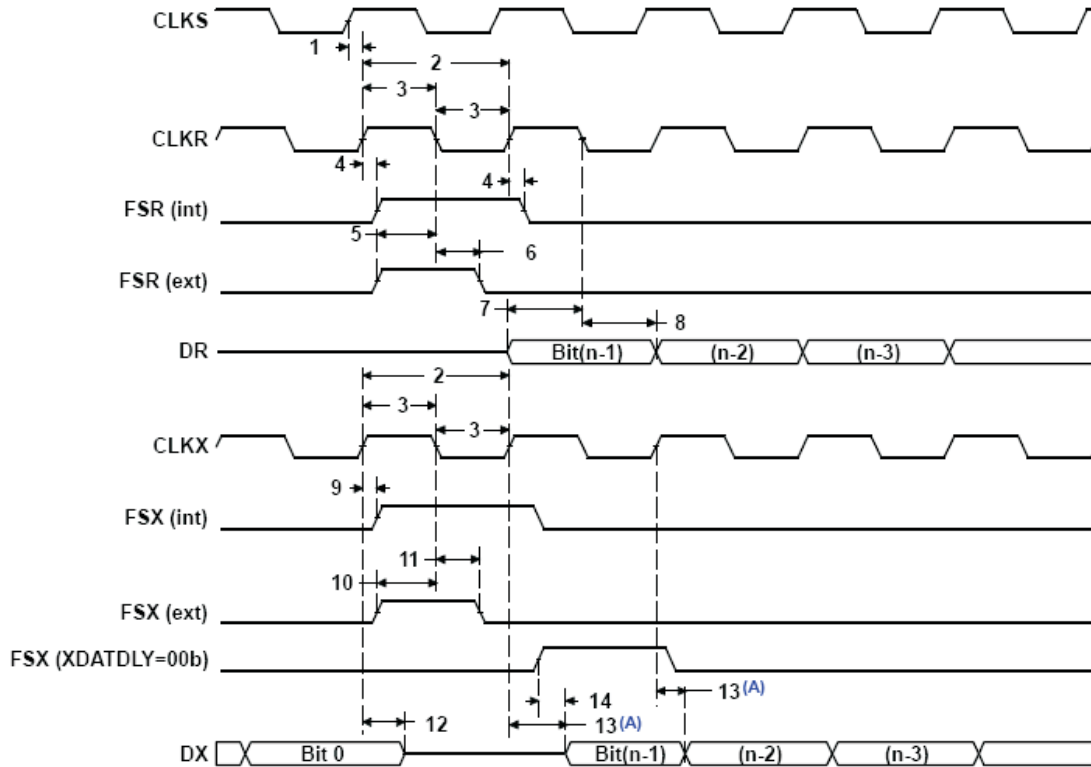 CLKS
1
2
3
3
CLKR
4
4
FSR (int)
5
6
FSR (ext)
7
8
DR Bit(n-1) (n-2) (n-3)
2
3
3
CLKX
9
FSX (int)
11
10
FSX (ext)
FSX (XDATDLY=00b)
13(A)
14
12
13(A)
DX Bit 0 Bit(n-1) (n-2) (n-3)